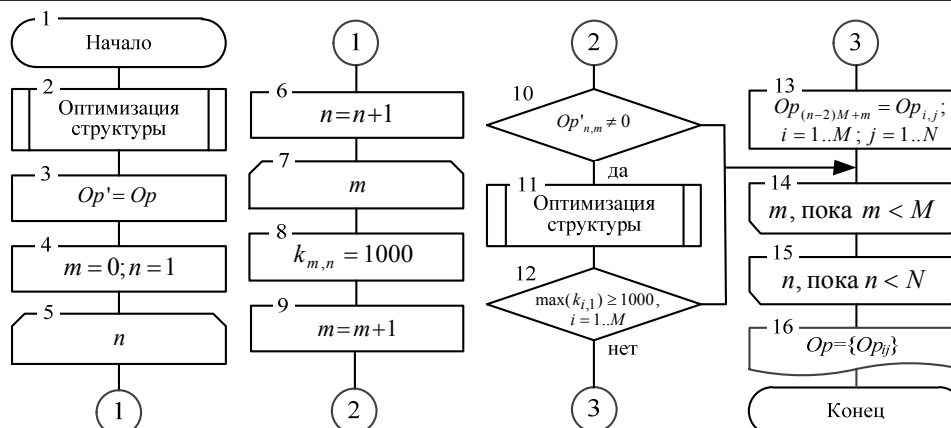 1
Начало
2
Оптимизация
структуры
3
Op'= Op
4
m = 0; n = 1
5
n
1
1
6
n = n+1
7
m
8
k_{m,n} = 1000
9
m = m+1
2
2
10
Op'_{n,m} ≠ 0
да
11
Оптимизация
структуры
12
max(k_{i,1}) ≥ 1000,
i = 1..M
нет
3
3
13
Op_{(n-2)M+m} = Op_{i,j};
i = 1..M; j = 1..N
14
m, пока m < M
15
n, пока n < N
16
Op={Op_{ij}}
Конец